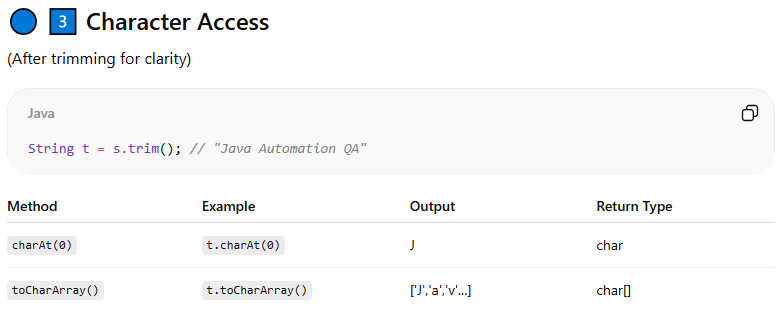 3 Character Access
(After trimming for clarity)
Java
String t = s.trim(); // "Java Automation QA"
Method Example Output Return Type
charAt(0) t.charAt(0) J char
toCharArray() t.toCharArray() ['J','a','v'...] char[]